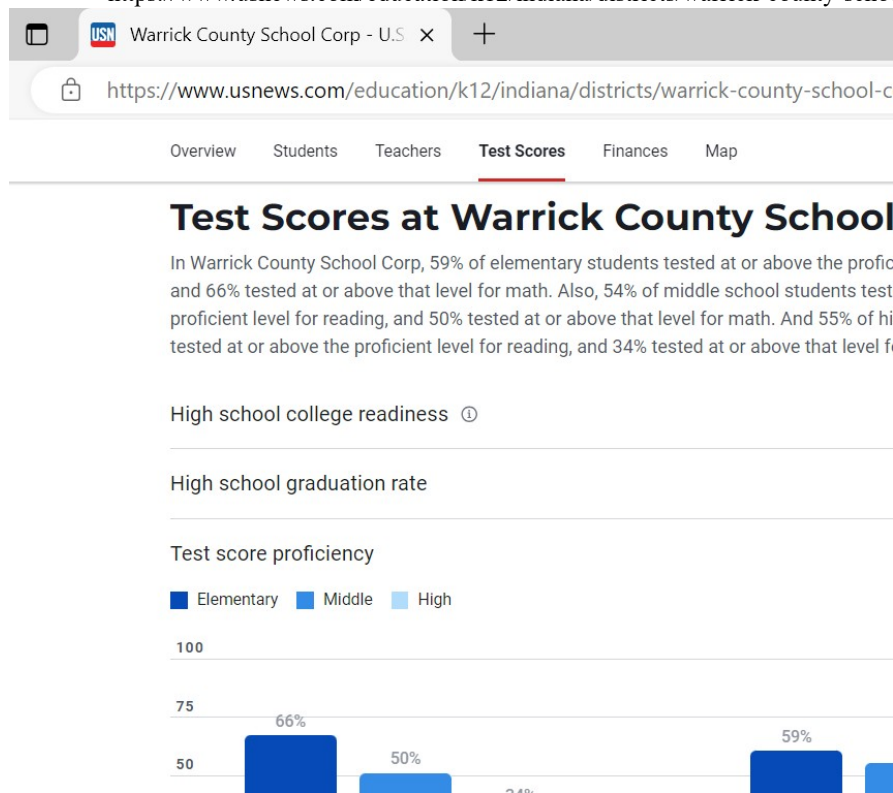 USN Warrick County School Corp - U.S
https://www.usnews.com/education/k12/indiana/districts/warrick-county-school-c
Overview Students Teachers Test Scores Finances Map
Test Scores at Warrick County School
In Warrick County School Corp, 59% of elementary students tested at or above the profic
and 66% tested at or above that level for math. Also, 54% of middle school students test
proficient level for reading, and 50% tested at or above that level for math. And 55% of hi
tested at or above the proficient level for reading, and 34% tested at or above that level f
High school college readiness
High school graduation rate
Test score proficiency
Elementary Middle High
100
75
66%
59%
50%
50
34%